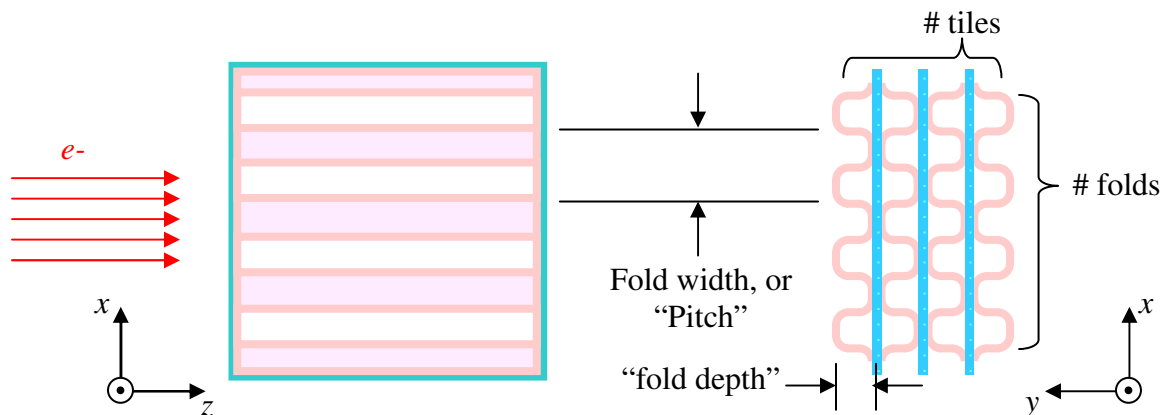 # tiles
e-
# folds
Fold width, or
“Pitch”
x
x
“fold depth”
z
y